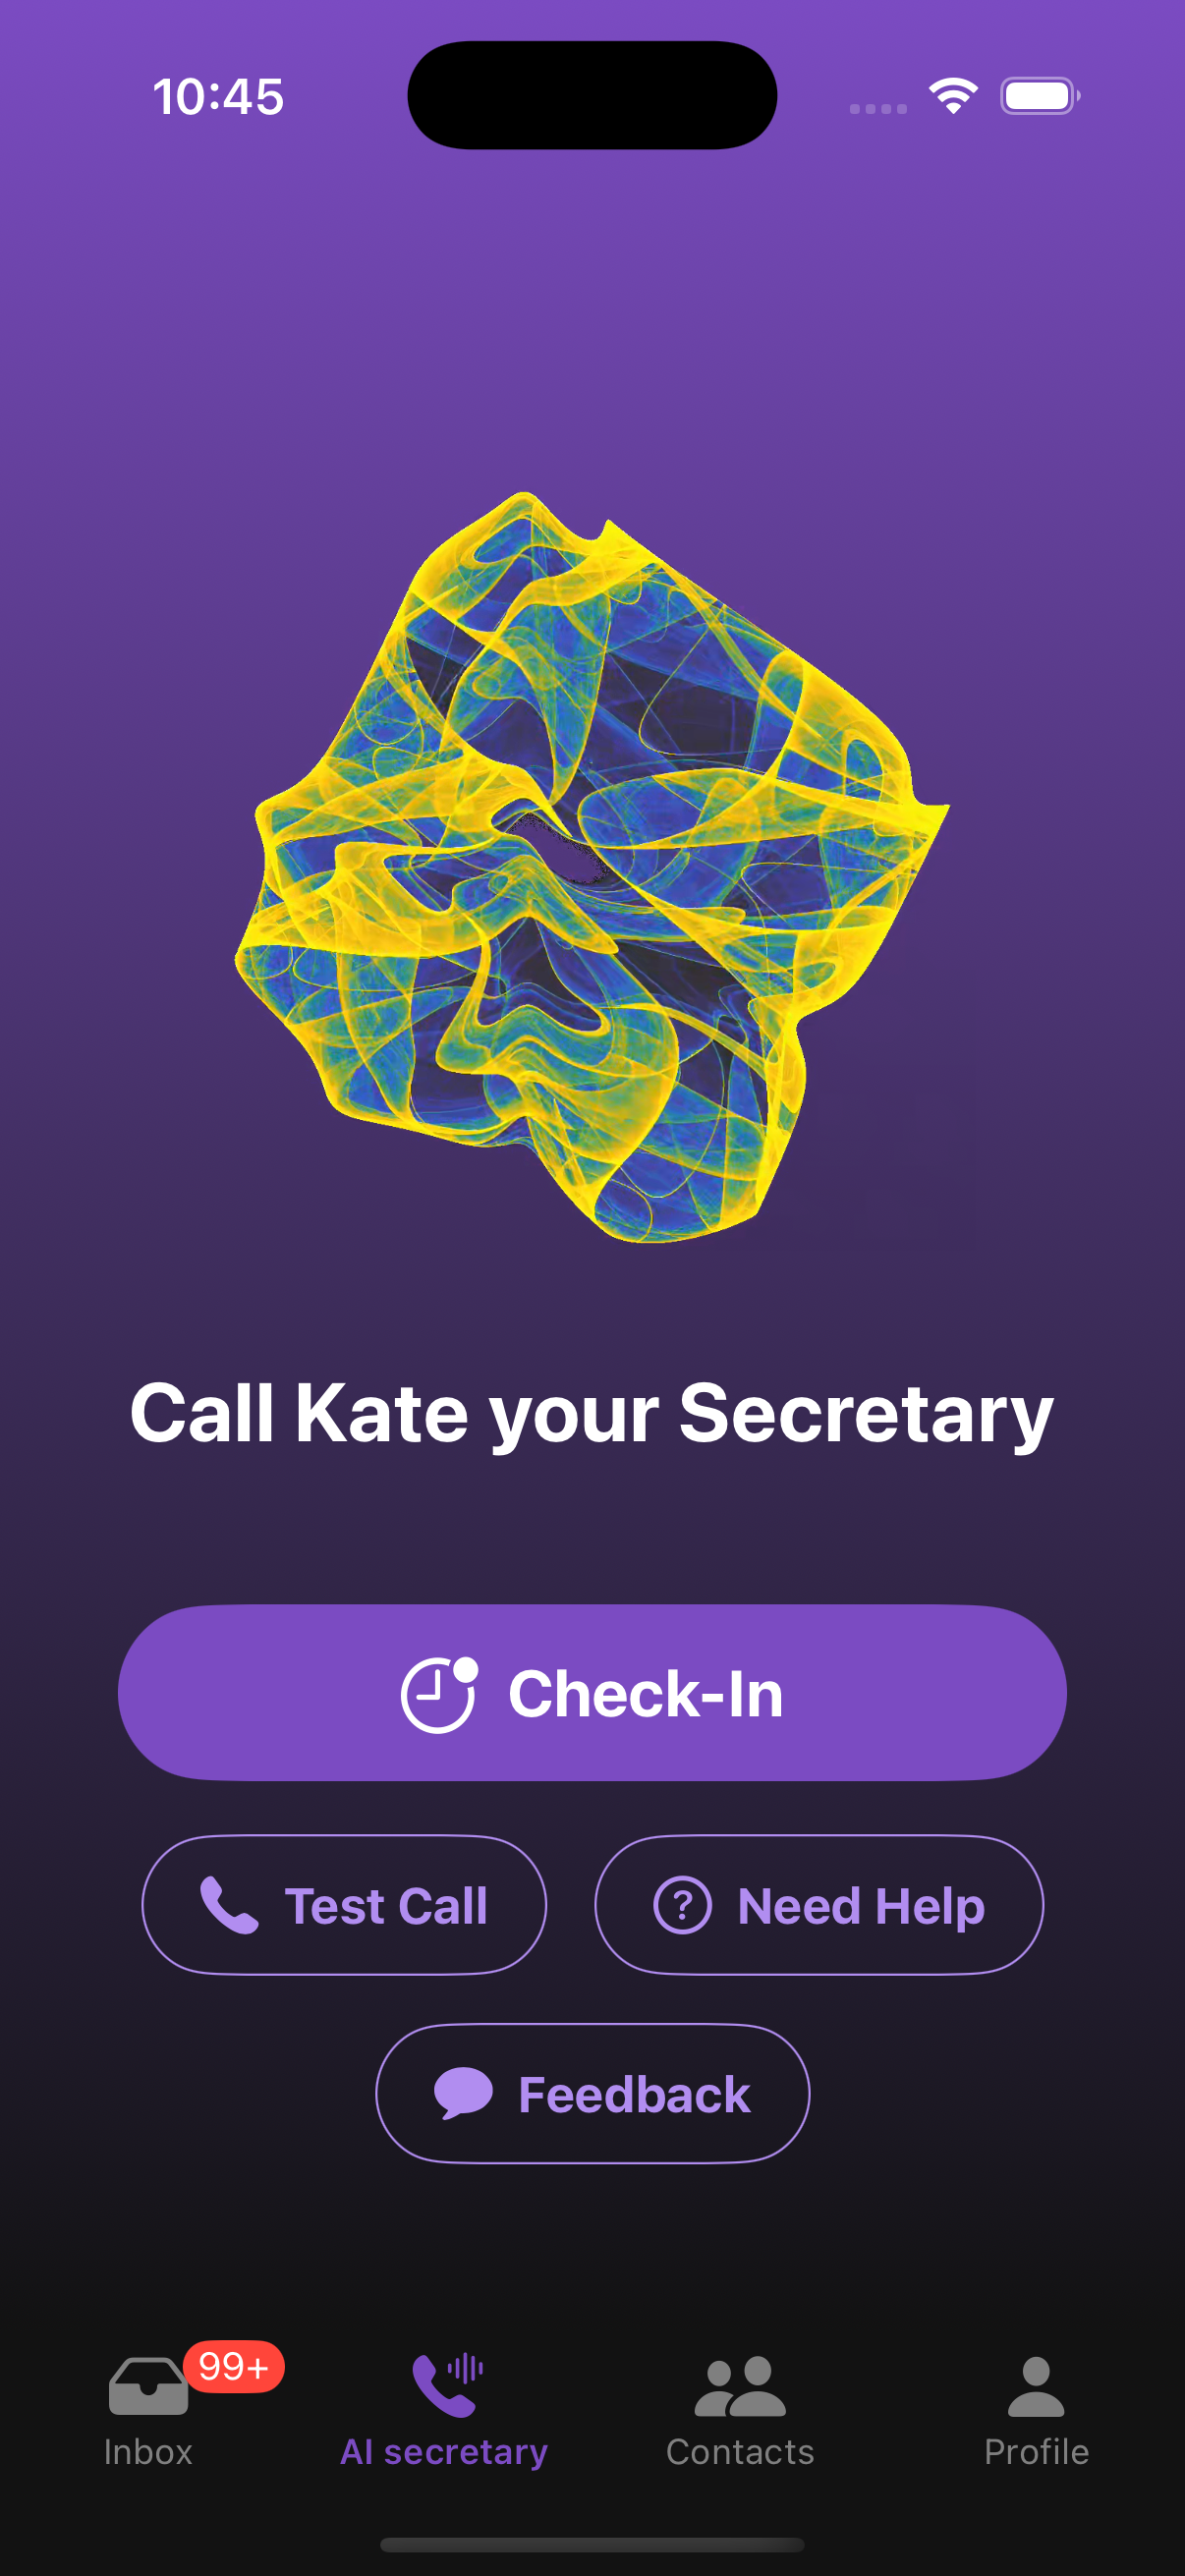 10:45
Call Kate your Secretary
Check-In
Test Call
Need Help
Feedback
99+
Inbox
AI secretary
Contacts
Profile